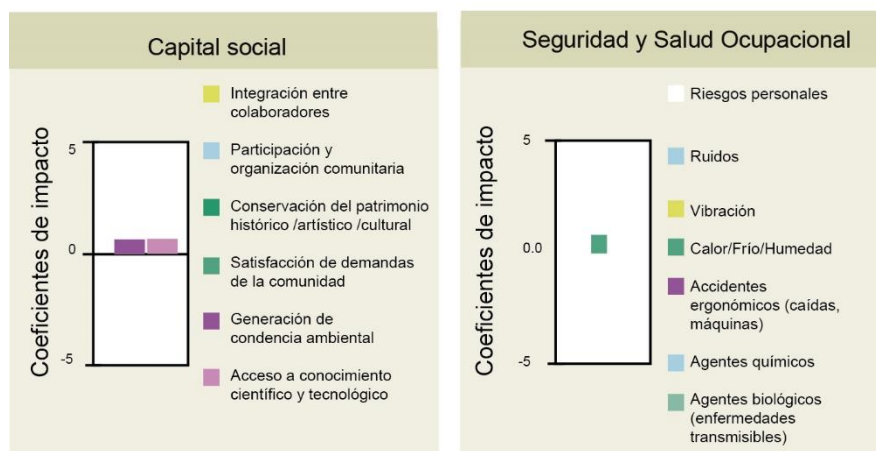 Capital social
Coeficientes de impacto
5
0
-5
Integración entre
colaboradores
Participación y
organización comunitaria
Conservación del patrimonio
histórico /artístico /cultural
Satisfacción de demandas
de la comunidad
Generación de
condencia ambiental
Acceso a conocimiento
científico y tecnológico
Seguridad y Salud Ocupacional
Coeficientes de impacto
5
0.0
-5
Riesgos personales
Ruidos
Vibración
Calor/Frío/Humedad
Accidentes
ergonómicos (caídas,
máquinas)
Agentes químicos
Agentes biológicos
(enfermedades
transmisibles)